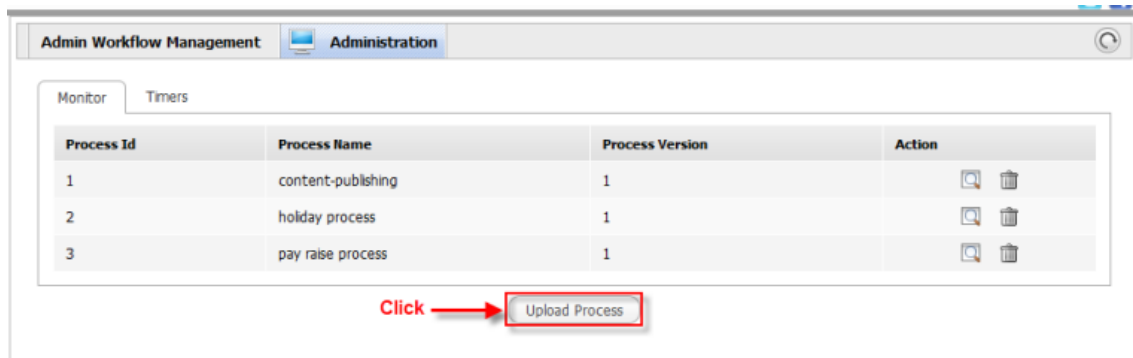 Admin Workflow Management Administration
Monitor Timers
Process Id Process Name Process Version Action
1 content-publishing 1
2 holiday process 1
3 pay raise process 1
Click Upload Process